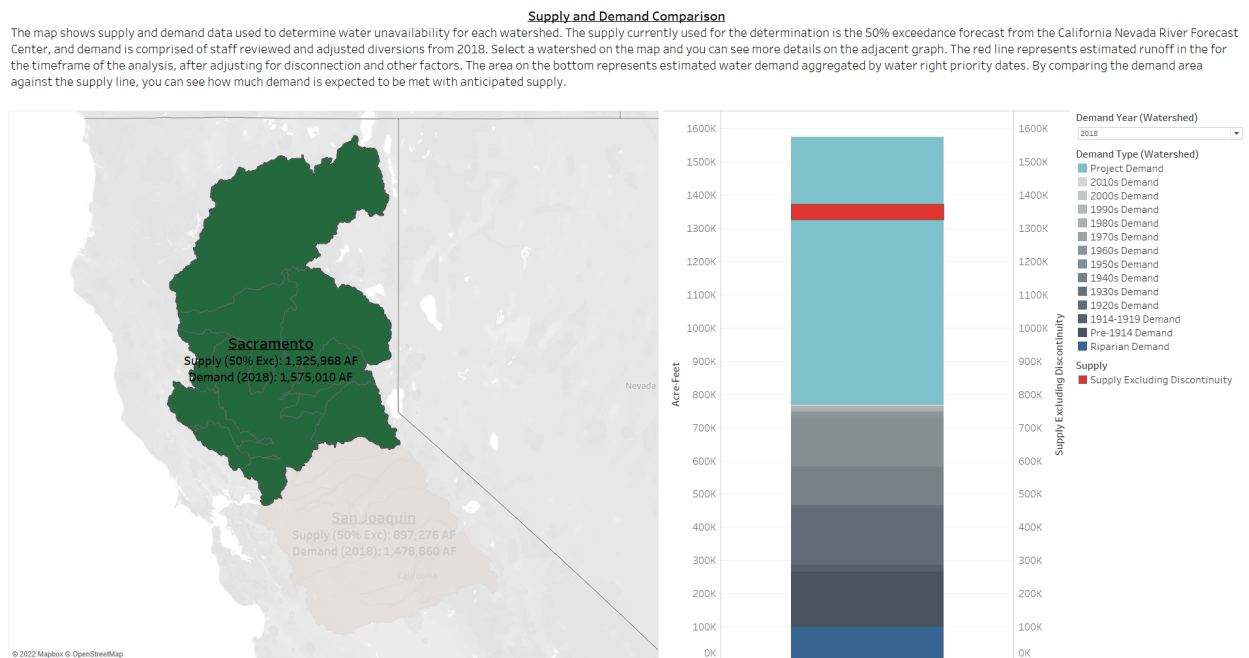 Supply and Demand Comparison
The map shows supply and demand data used to determine water unavailability for each watershed. The supply currently used for the determination is the 50% exceedance forecast from the California Nevada River Forecast
Center, and demand is comprised of staff reviewed and adjusted diversions from 2018. Select a watershed on the map and you can see more details on the adjacent graph. The red line represents estimated runoff in the for
the timeframe of the analysis, after adjusting for disconnection and other factors. The area on the bottom represents estimated water demand aggregated by water right priority dates. By comparing the demand area
against the supply line, you can see how much demand is expected to be met with anticipated supply.
Sacramento
Supply (50% Exc): 1,325,968 AF
Demand (2018): 1,575,010 AF
Nevada
San Joaquin
Supply (50% Exc): 897,276 AF
Demand (2018): 1,478,860 AF
California
© 2022 Mapbox © OpenStreetMap
Acre-Feet
1600K
1500K
1400K
1300K
1200K
1100K
1000K
900K
800K
700K
600K
500K
400K
300K
200K
100K
0K
1600K
1500K
1400K
1300K
1200K
1100K
1000K
900K
800K
700K
600K
500K
400K
300K
200K
100K
0K
Supply Excluding Discontinuity
Demand Year (Watershed)
2018
Demand Type (Watershed)
Project Demand
2010s Demand
2000s Demand
1990s Demand
1980s Demand
1970s Demand
1960s Demand
1950s Demand
1940s Demand
1930s Demand
1920s Demand
1914-1919 Demand
Pre-1914 Demand
Riparian Demand
Supply
Supply Excluding Discontinuity